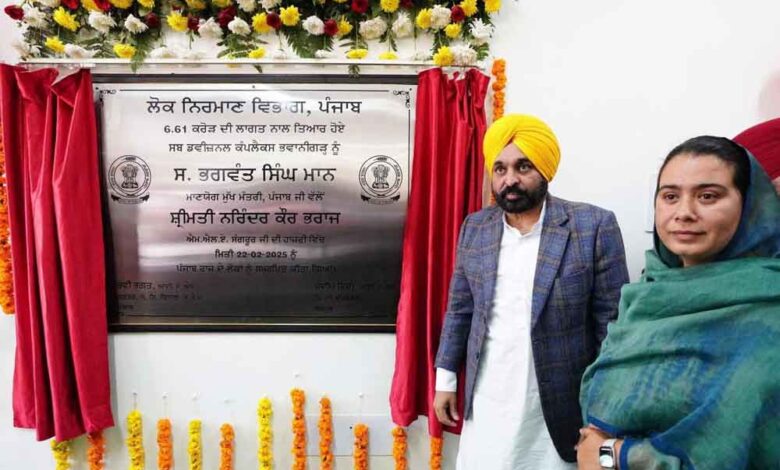 ਲੋਕ ਨਿਰਮਾਣ ਵਿਭਾਗ, ਪੰਜਾਬ
6.61 ਕਰੋੜ ਦੀ ਲਾਗਤ ਨਾਲ ਤਿਆਰ ਹੋਏ
ਸਬ ਡਵੀਜ਼ਨਲ ਕੰਪਲੈਕਸ ਭਵਾਨੀਗੜ੍ਹ ਨੂੰ
ਸ. ਭਗਵੰਤ ਸਿੰਘ ਮਾਨ
ਮਾਣਯੋਗ ਮੁੱਖ ਮੰਤਰੀ, ਪੰਜਾਬ ਜੀ ਵੱਲੋਂ
ਸ਼੍ਰੀਮਤੀ ਨਰਿੰਦਰ ਕੌਰ ਭਰਾਜ
ਐਮ.ਐਲ.ਏ. ਸੰਗਰੂਰ ਜੀ ਦੀ ਹਾਜ਼ਰੀ ਵਿੱਚ
ਮਿਤੀ 22-02-2025 ਨੂੰ
ਪੰਜਾਬ ਰਾਜ ਦੇ ਲੋਕਾਂ ਨੂੰ ਸਮਰਪਿਤ ਕੀਤਾ ਗਿਆ।